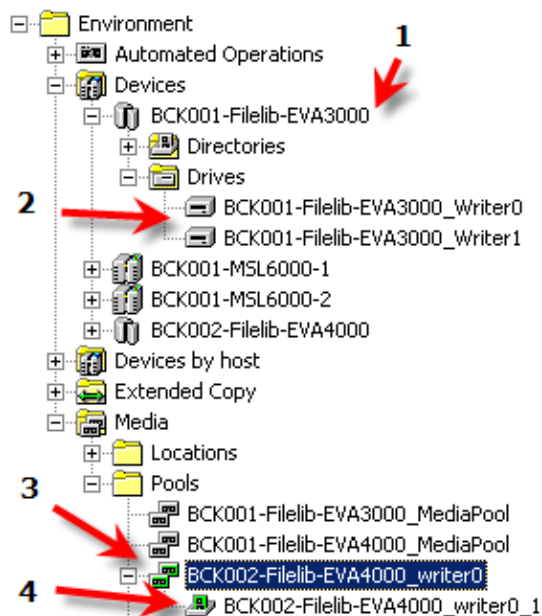 Environment
1
Automated Operations
Devices
BCK001-Filelib-EVA3000
Directories
Drives
2
BCK001-Filelib-EVA3000_Writer0
BCK001-Filelib-EVA3000_Writer1
BCK001-MSL6000-1
BCK001-MSL6000-2
BCK002-Filelib-EVA4000
Devices by host
Extended Copy
Media
Locations
3
Pools
BCK001-Filelib-EVA3000_MediaPool
BCK001-Filelib-EVA4000_MediaPool
BCK002-Filelib-EVA4000_writer0
4
BCK002-Filelib-EVA4000_writer0_1